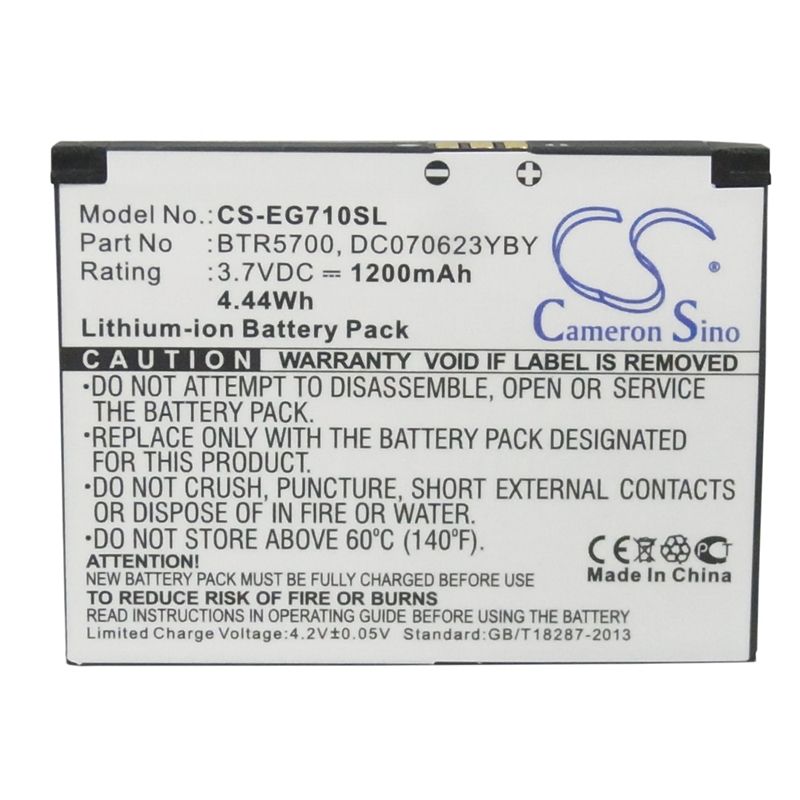 Model No.: CS-EG710SL
Part No.: BTR5700, DC070623YBY
Rating : 3.7VDC ⎓ 1200mAh
4.44Wh
Lithium-ion Battery Pack
CS®
Cameron Sino
CAUTION WARRANTY VOID IF LABEL IS REMOVED
•DO NOT ATTEMPT TO DISASSEMBLE, OPEN OR SERVICE
THE BATTERY PACK.
•REPLACE ONLY WITH THE BATTERY PACK DESIGNATED
FOR THIS PRODUCT.
•DO NOT CRUSH, PUNCTURE, SHORT EXTERNAL CONTACTS
OR DISPOSE OF IN FIRE OR WATER.
•DO NOT STORE ABOVE 60°C (140°F).
ATTENTION!
NEW BATTERY PACK MUST BE FULLY CHARGED BEFORE USE.
TO REDUCE RISK OF FIRE OR BURNS
READ INSTRUCTIONS IN OPERATING GUIDE BEFORE USING BATTERY
Limited Charge Voltage:4.2V±0.05V Standard:GB/T18287-2013
CE PCT
Made In China